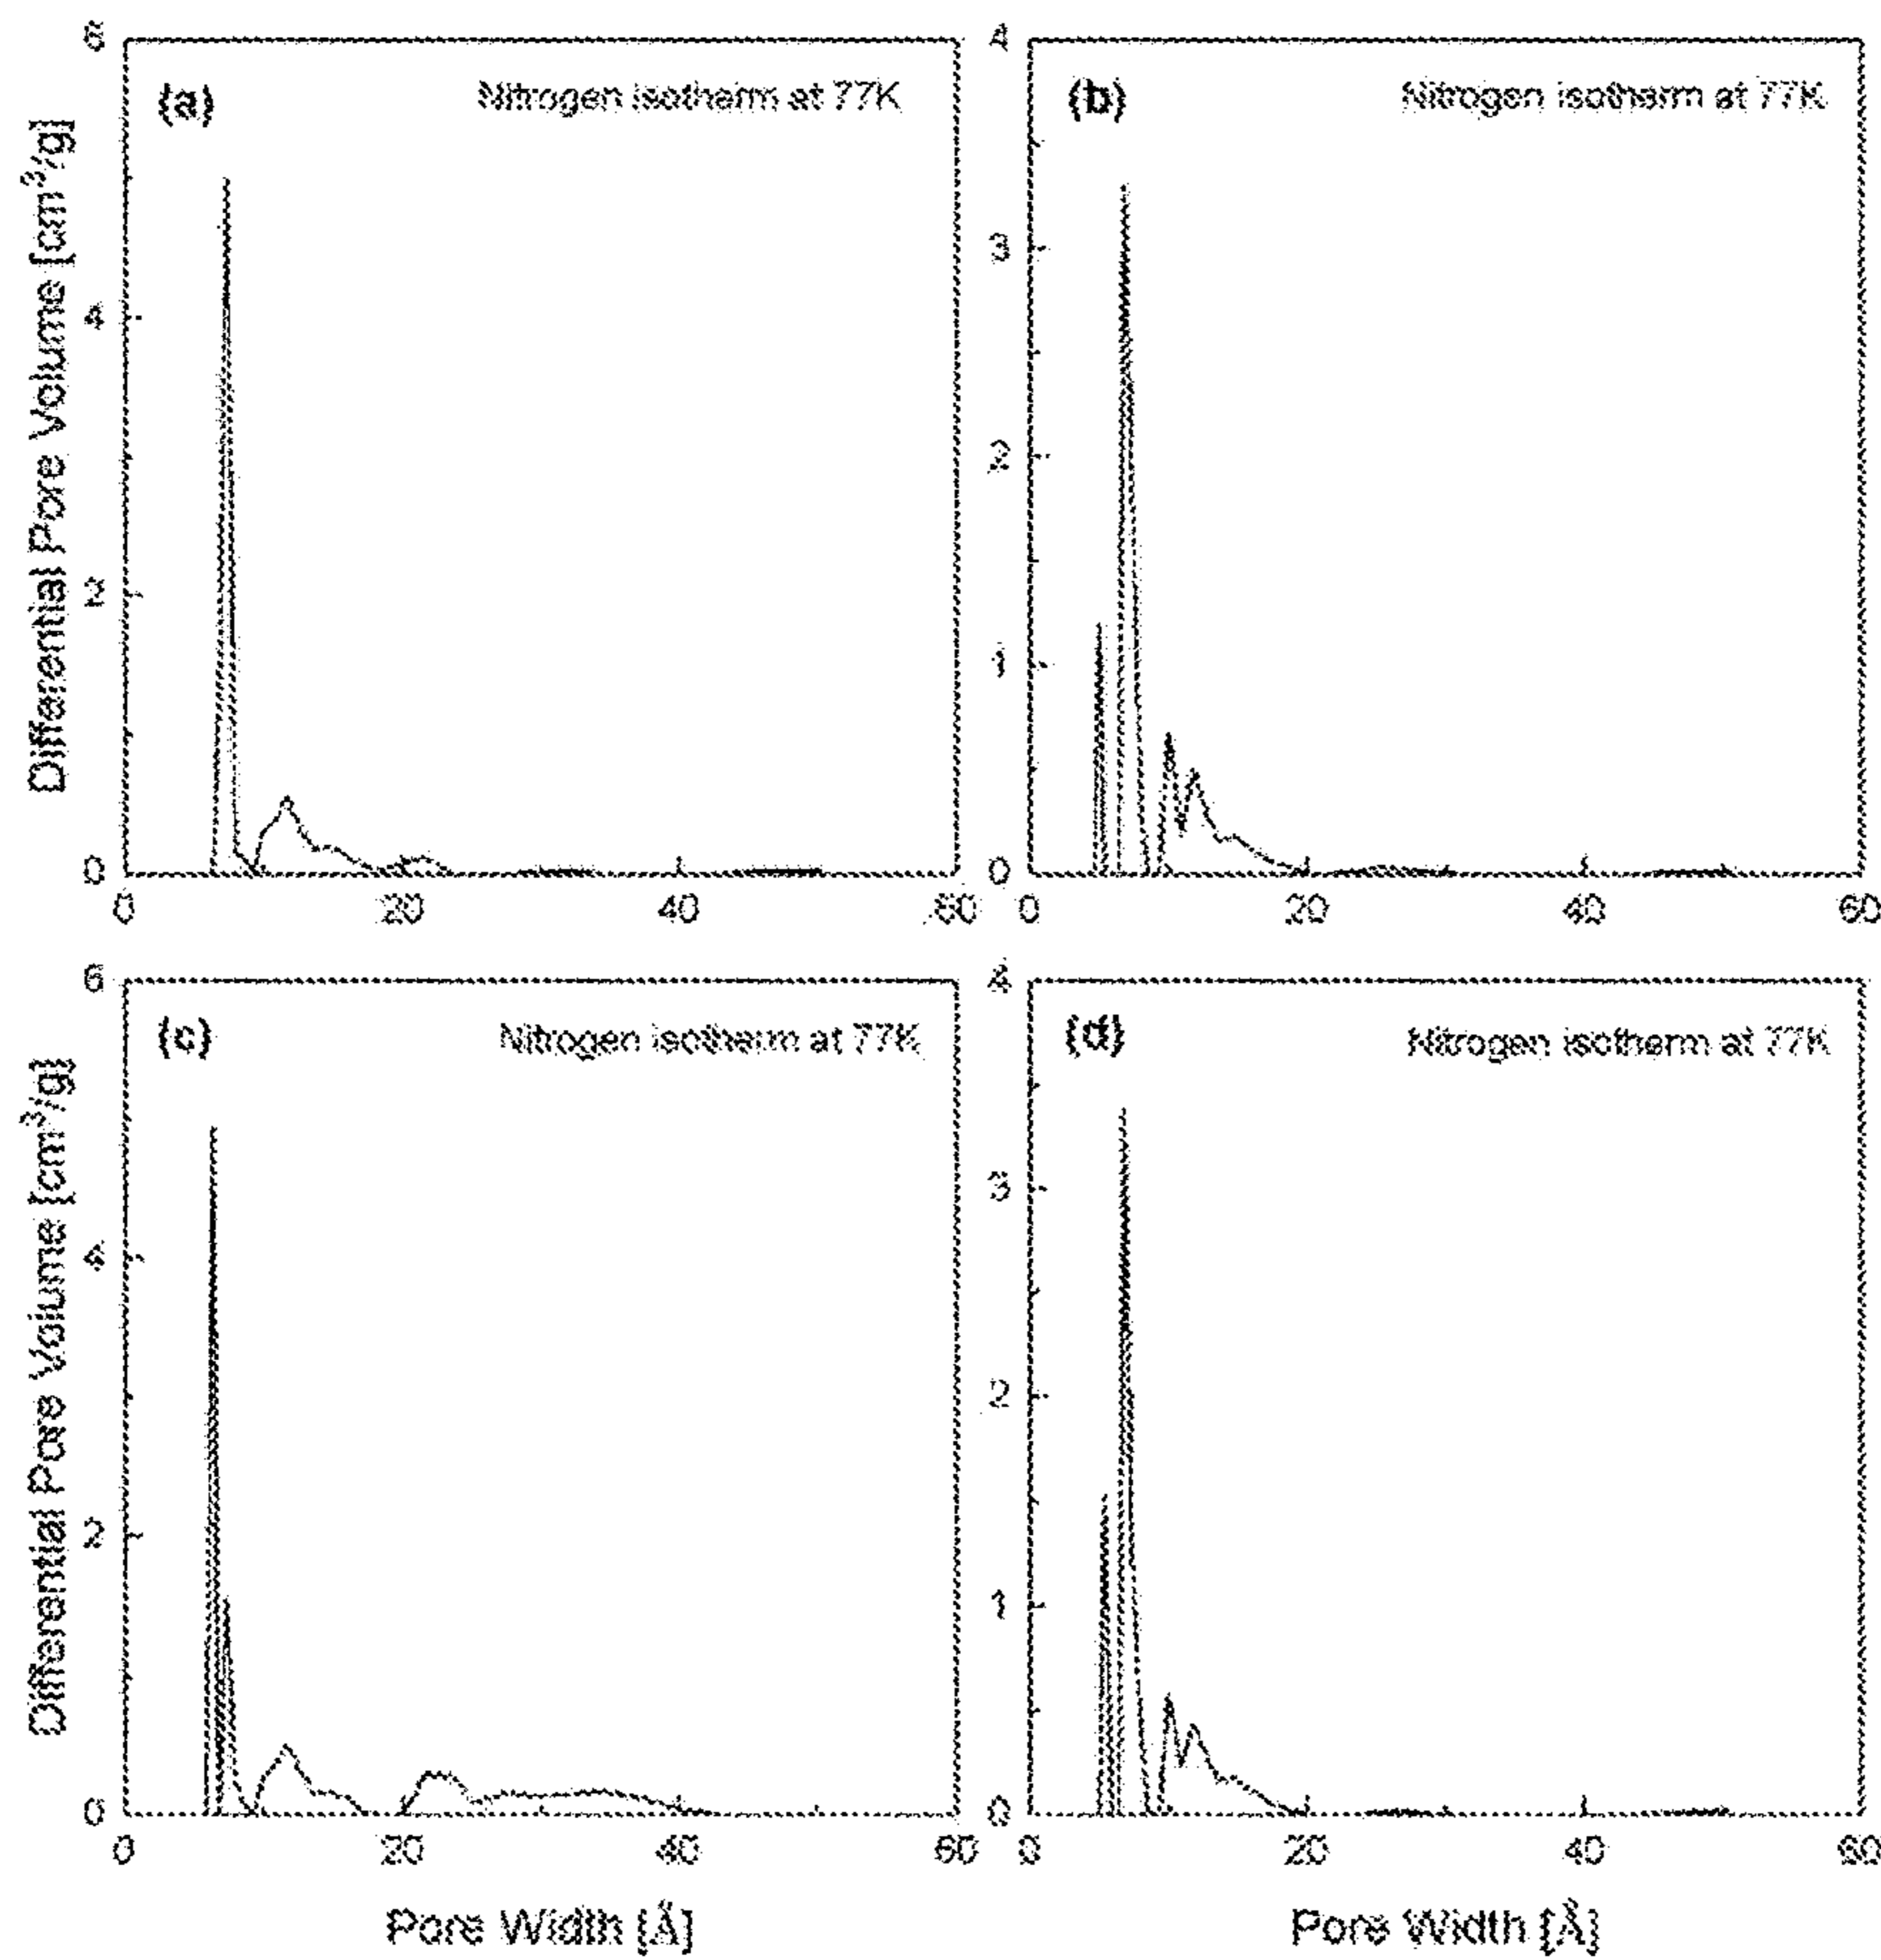 6
4
(a)
Nitrogen isotherm at 77K
(b)
Nitrogen isotherm at 77K
Differential Pore Volume [cm³/g]
4
2
0
3
2
1
0
0
20
40
60
0
20
40
60
6
4
(c)
Nitrogen isotherm at 77K
(d)
Nitrogen isotherm at 77K
Differential Pore Volume [cm³/g]
4
2
0
3
2
1
0
0
20
40
60
0
20
40
60
Pore Width [Å]
Pore Width [Å]